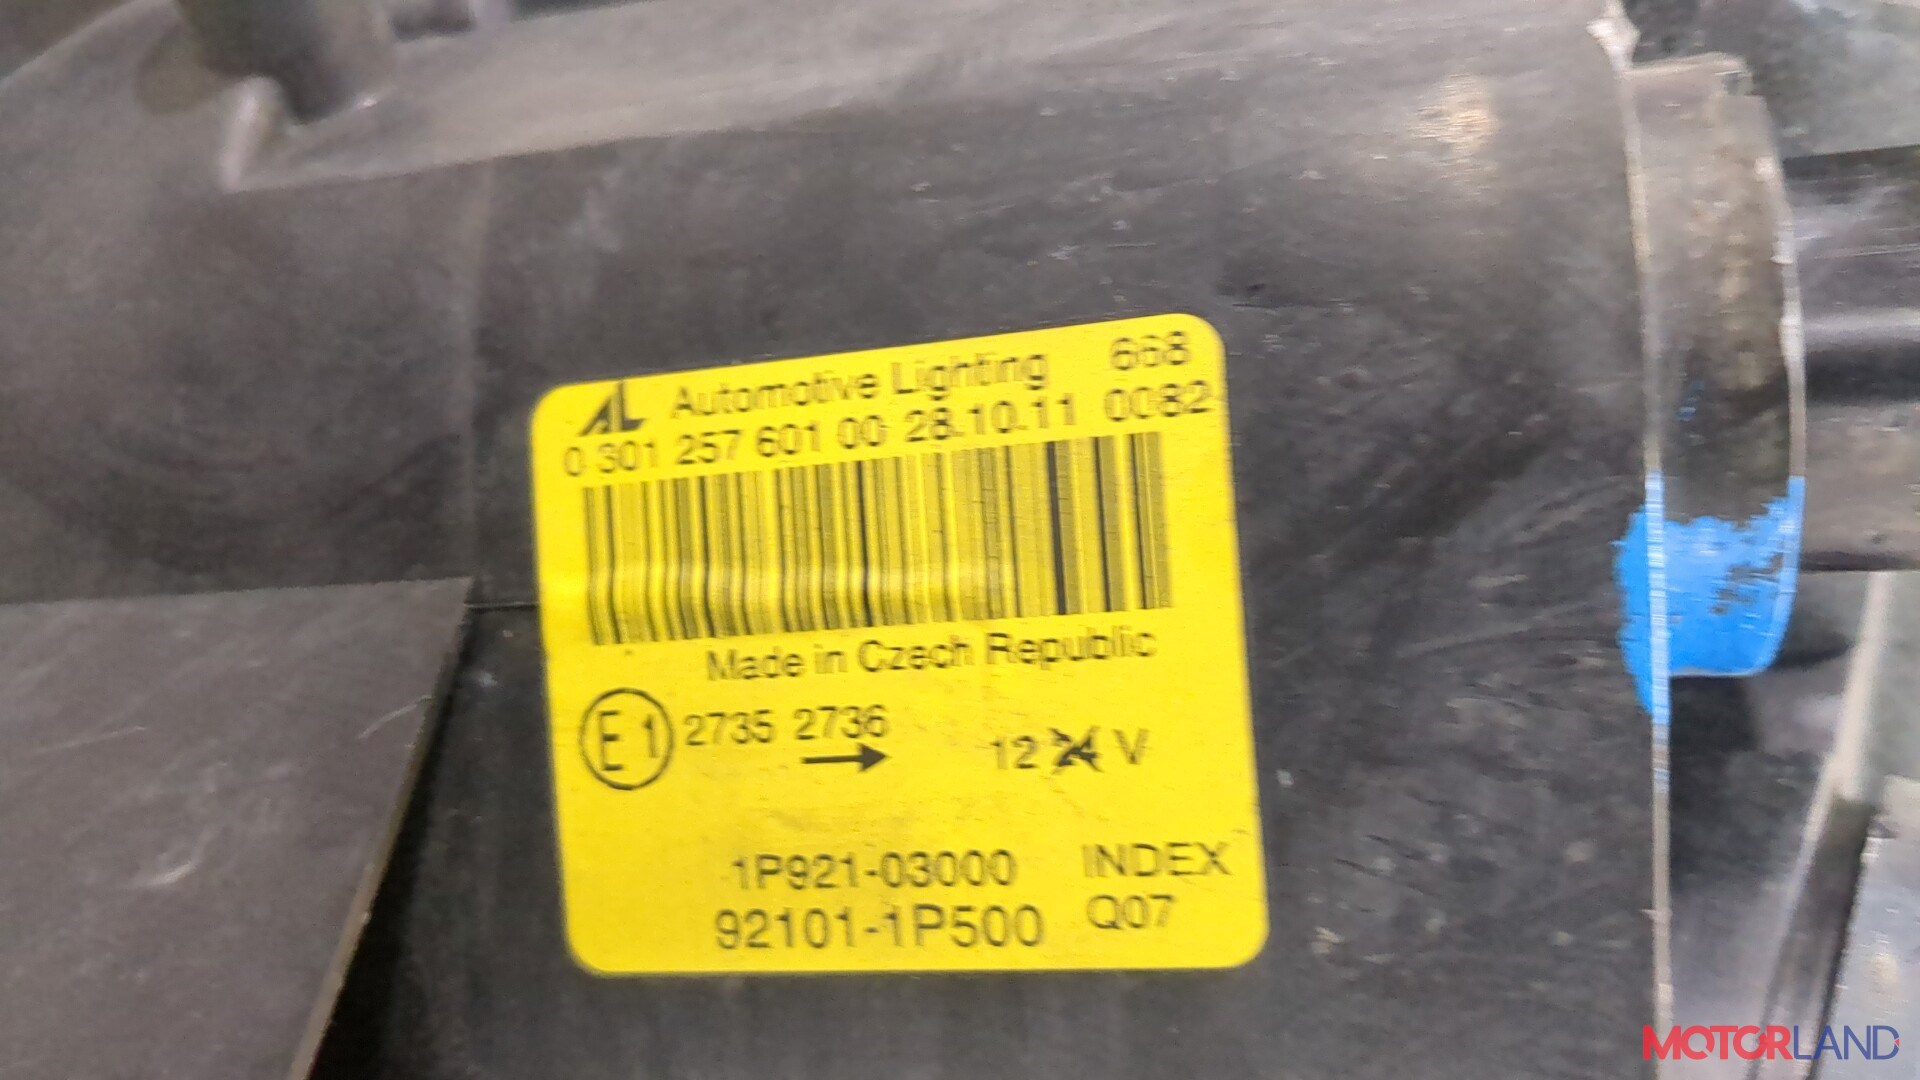 AL Automotive Lighting 668
0 301 257 601 00 28.10.11 0082
Made in Czech Republic
E1 2735 2736
12 24 V
1P921-03000 INDEX
92101-1P500 Q07
MOTORLAND